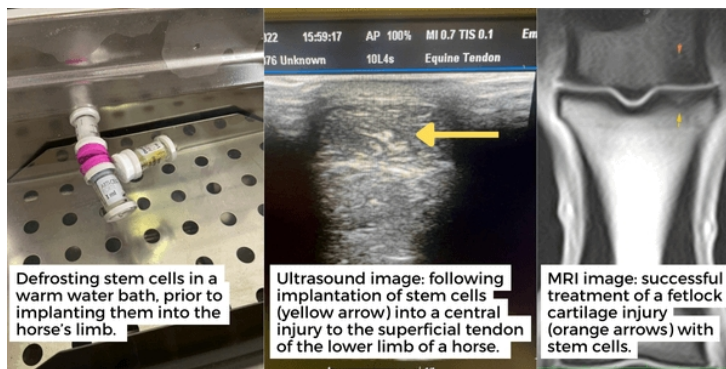 022 15:59:17 AP 100% MI 0.7 TIS 0.1 Em
076 Unknown 10L4s Equine Tendon
Defrosting stem cells in a
warm water bath, prior to
implanting them into the
horse's limb.
Ultrasound image: following
implantation of stem cells
(yellow arrow) into a central
injury to the superficial tendon
of the lower limb of a horse.
MRI image: successful
treatment of a fetlock
cartilage injury
(orange arrows) with
stem cells.